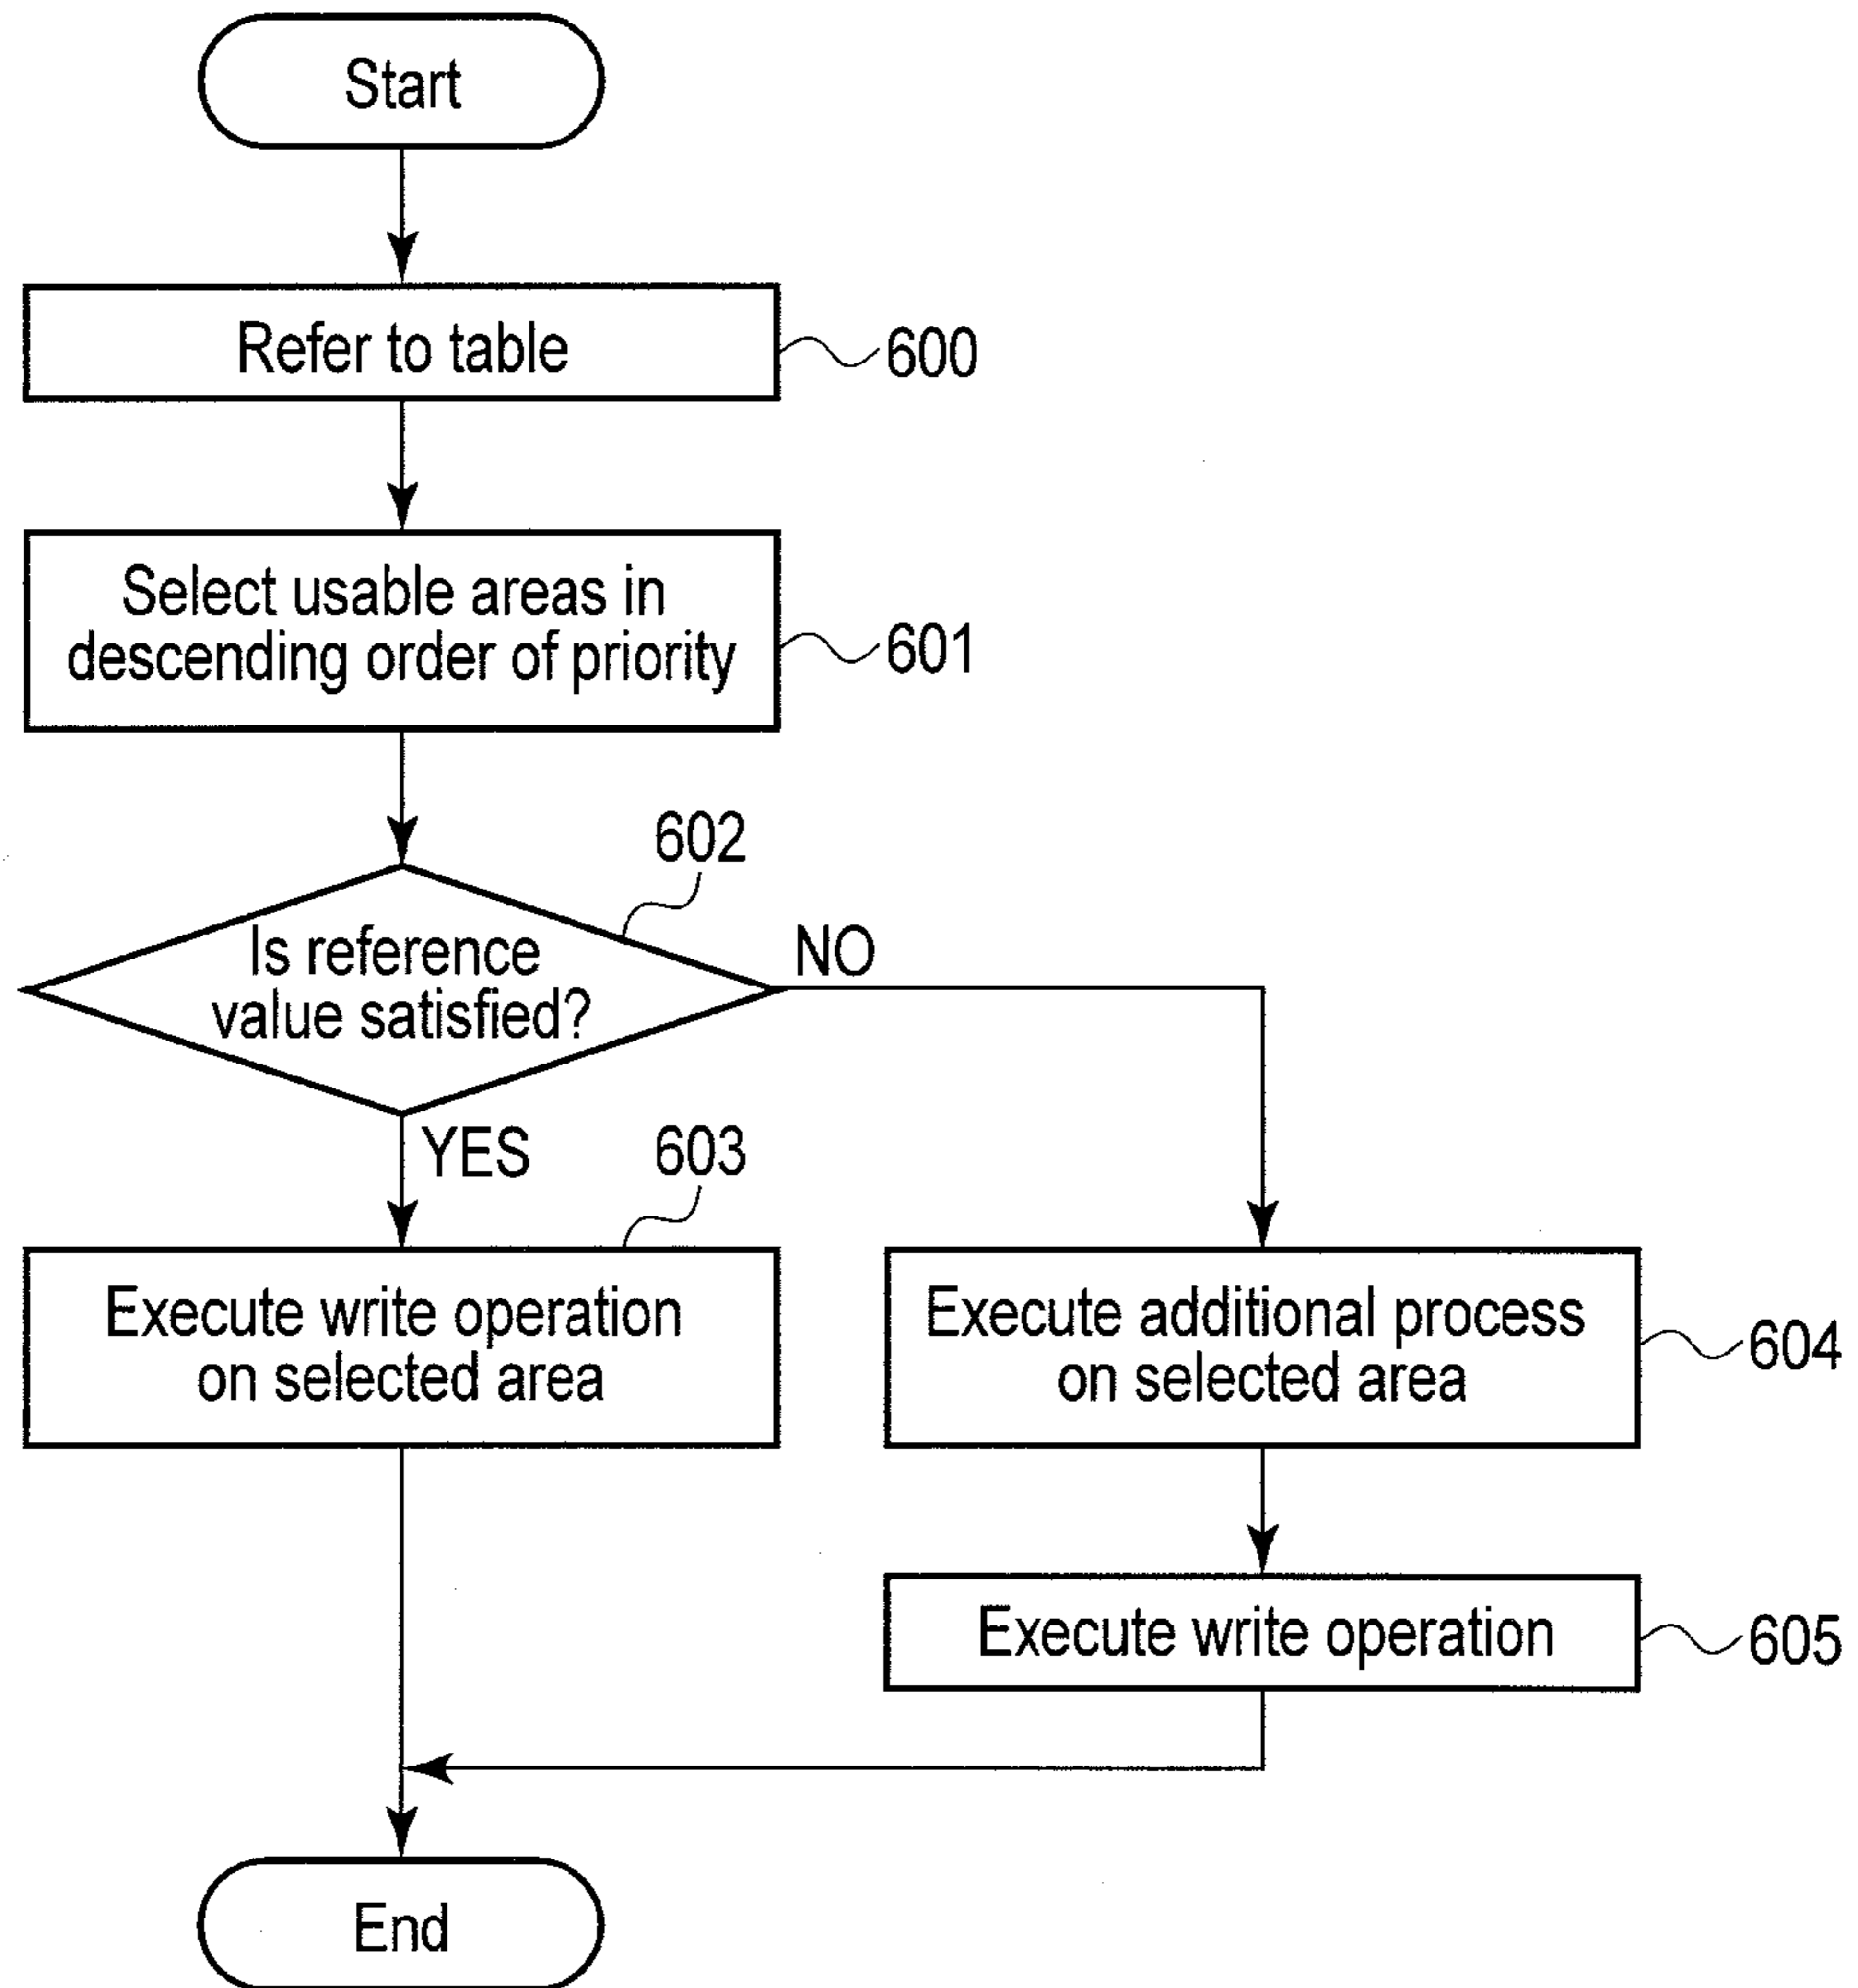 Start
Refer to table
600
Select usable areas in
descending order of priority
601
602
Is reference
value satisfied?
NO
YES
603
Execute write operation
on selected area
Execute additional process
on selected area
604
Execute write operation
605
End